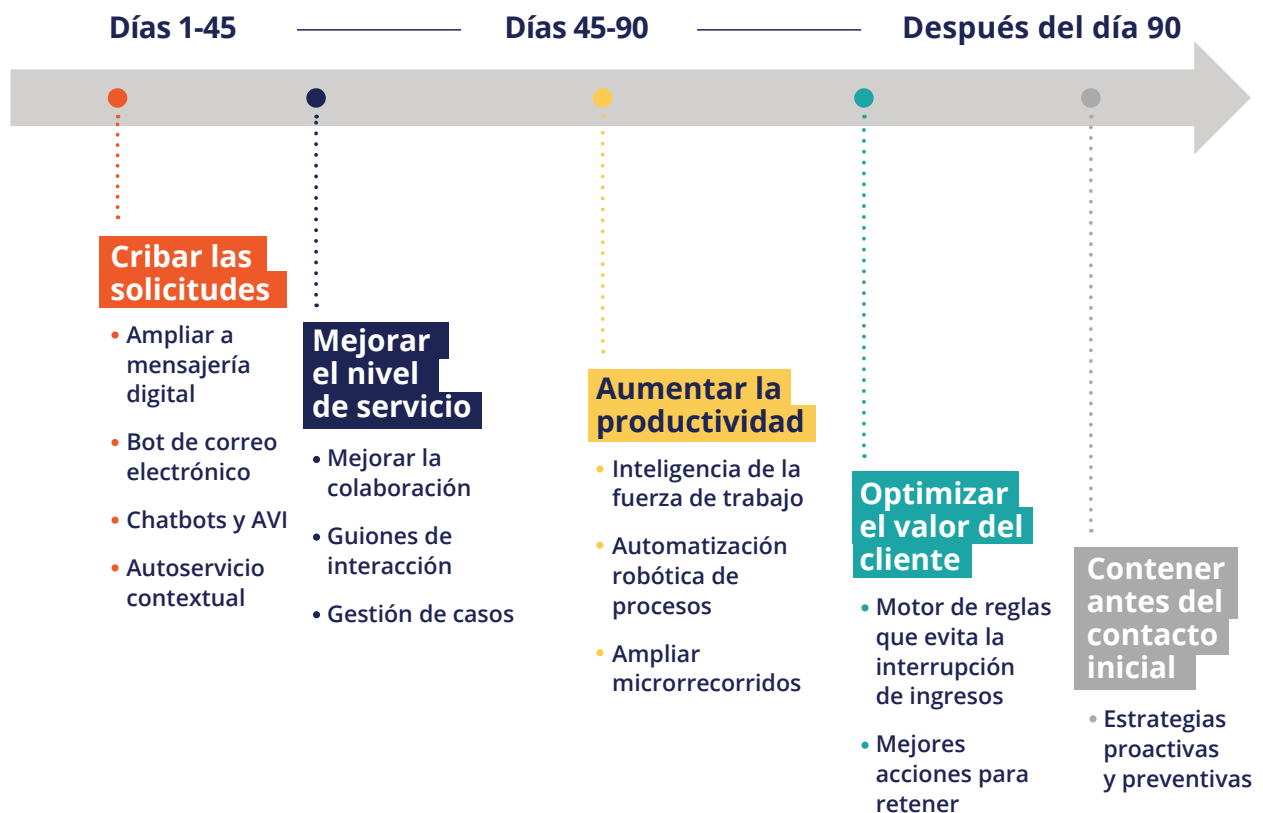 Días 1-45
Días 45-90
Después del día 90
Cribar las
solicitudes
• Ampliar a
mensajería
digital
• Bot de correo
electrónico
• Chatbots y AVI
• Autoservicio
contextual
Mejorar
el nivel
de servicio
• Mejorar la
colaboración
• Guiones de
interacción
• Gestión de casos
Aumentar la
productividad
• Inteligencia de la
fuerza de trabajo
• Automatización
robótica de
procesos
• Ampliar
microrrecorridos
Optimizar
el valor del
cliente
• Motor de reglas
que evita la
interrupción
de ingresos
• Mejores
acciones para
retener
Contener
antes del
contacto
inicial
• Estrategias
proactivas
y preventivas